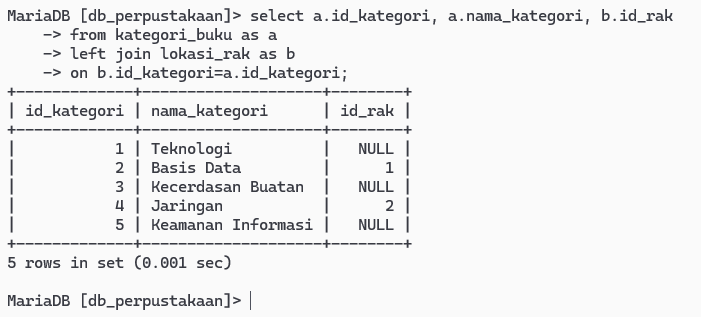 MariaDB [db_perpustakaan]> select a.id_kategori, a.nama_kategori, b.id_rak
    -> from kategori_buku as a
    -> left join lokasi_rak as b
    -> on b.id_kategori=a.id_kategori;
+-------------+--------------------+--------+
| id_kategori | nama_kategori      | id_rak |
+-------------+--------------------+--------+
|           1 | Teknologi          |   NULL |
|           2 | Basis Data         |      1 |
|           3 | Kecerdasan Buatan  |   NULL |
|           4 | Jaringan           |      2 |
|           5 | Keamanan Informasi |   NULL |
+-------------+--------------------+--------+
5 rows in set (0.001 sec)

MariaDB [db_perpustakaan]>